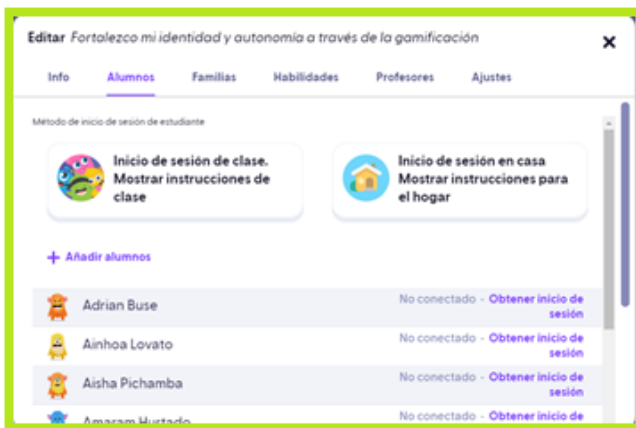 Editar Fortalezco mi identidad y autonomía a través de la gamificación
Info Alumnos Familias Habilidades Profesores Ajustes
Método de inicio de sesión de estudiante
Inicio de sesión de clase.
Mostrar instrucciones de
clase
Inicio de sesión en casa
Mostrar instrucciones para
el hogar
+ Añadir alumnos
Adrian Buse
No conectado - Obtener inicio de
sesión
Ainhoa Lovato
No conectado - Obtener inicio de
sesión
Aisha Pichamba
No conectado - Obtener inicio de
sesión
Amaram Hurtado
No conectado - Obtener inicio de